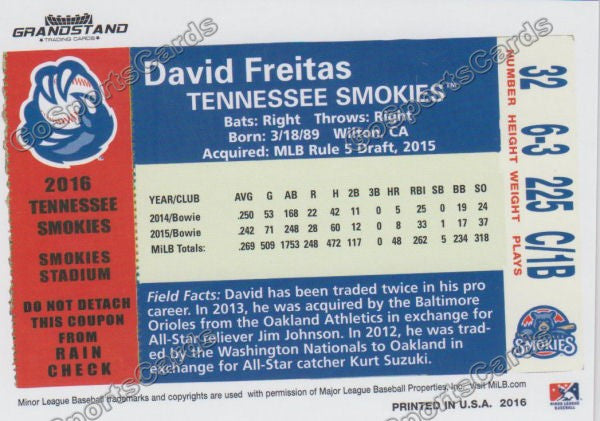 GRANDSTAND
TRADING CARDS
David Freitas
TENNESSEE SMOKIES™
Bats: Right Throws: Right
Born: 3/18/89 Wilton, CA
Acquired: MLB Rule 5 Draft, 2015
32 6-3 225 C/1B
NUMBER HEIGHT WEIGHT PLAYS
2016
TENNESSEE
SMOKIES
SMOKIES
STADIUM
DO NOT DETACH
THIS COUPON
FROM
RAIN
CHECK
YEAR/CLUB AVG G AB R H 2B 3B HR RBI SB BB SO
2014/Bowie .250 53 168 22 42 11 0 5 25 0 19 24
2015/Bowie .242 71 248 28 60 12 0 8 33 1 17 37
MiLB Totals: .269 509 1753 248 472 117 0 48 262 5 234 318
Field Facts: David has been traded twice in his pro
career. In 2013, he was acquired by the Baltimore
Orioles from the Oakland Athletics in exchange for
All-Star reliever Jim Johnson. In 2012, he was trad-
ed by the Washington Nationals to Oakland in
exchange for All-Star catcher Kurt Suzuki.
SMOKIES
Minor League Baseball trademarks and copyrights are used with permission of Major League Baseball Properties, Inc. Visit MiLB.com
MINOR LEAGUE
BASEBALL
PRINTED IN U.S.A. 2016
GoSportsCards
GoSportsCards
GoSportsCards
GoSportsCards
GoSportsCards